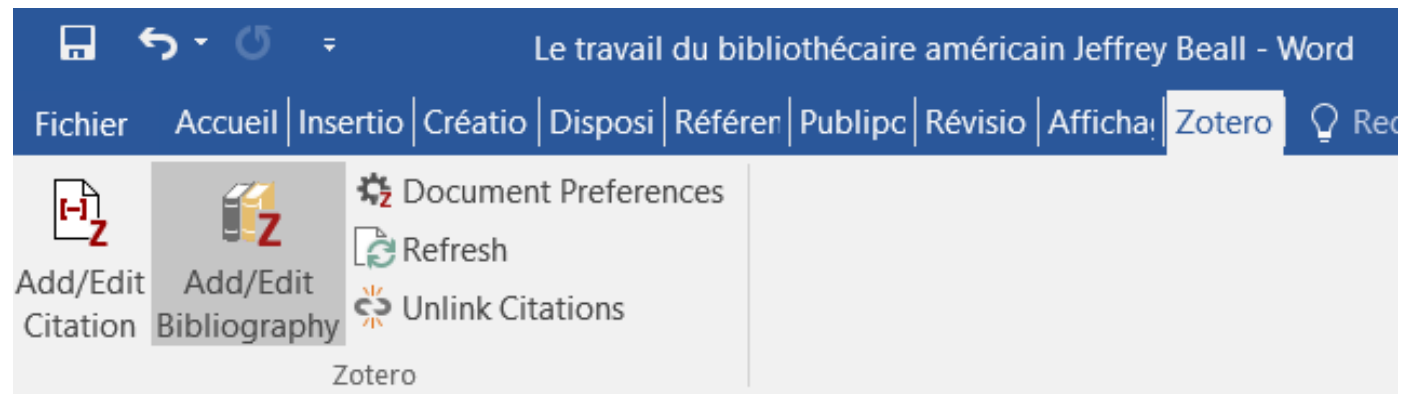 Le travail du bibliothécaire américain Jeffrey Beall - Word
Fichier Accueil Insertio Créatio Disposi Référen Publipo Révisio Affichag Zotero Rec
Document Preferences
Refresh
Unlink Citations
Add/Edit Citation
Add/Edit Bibliography
Zotero